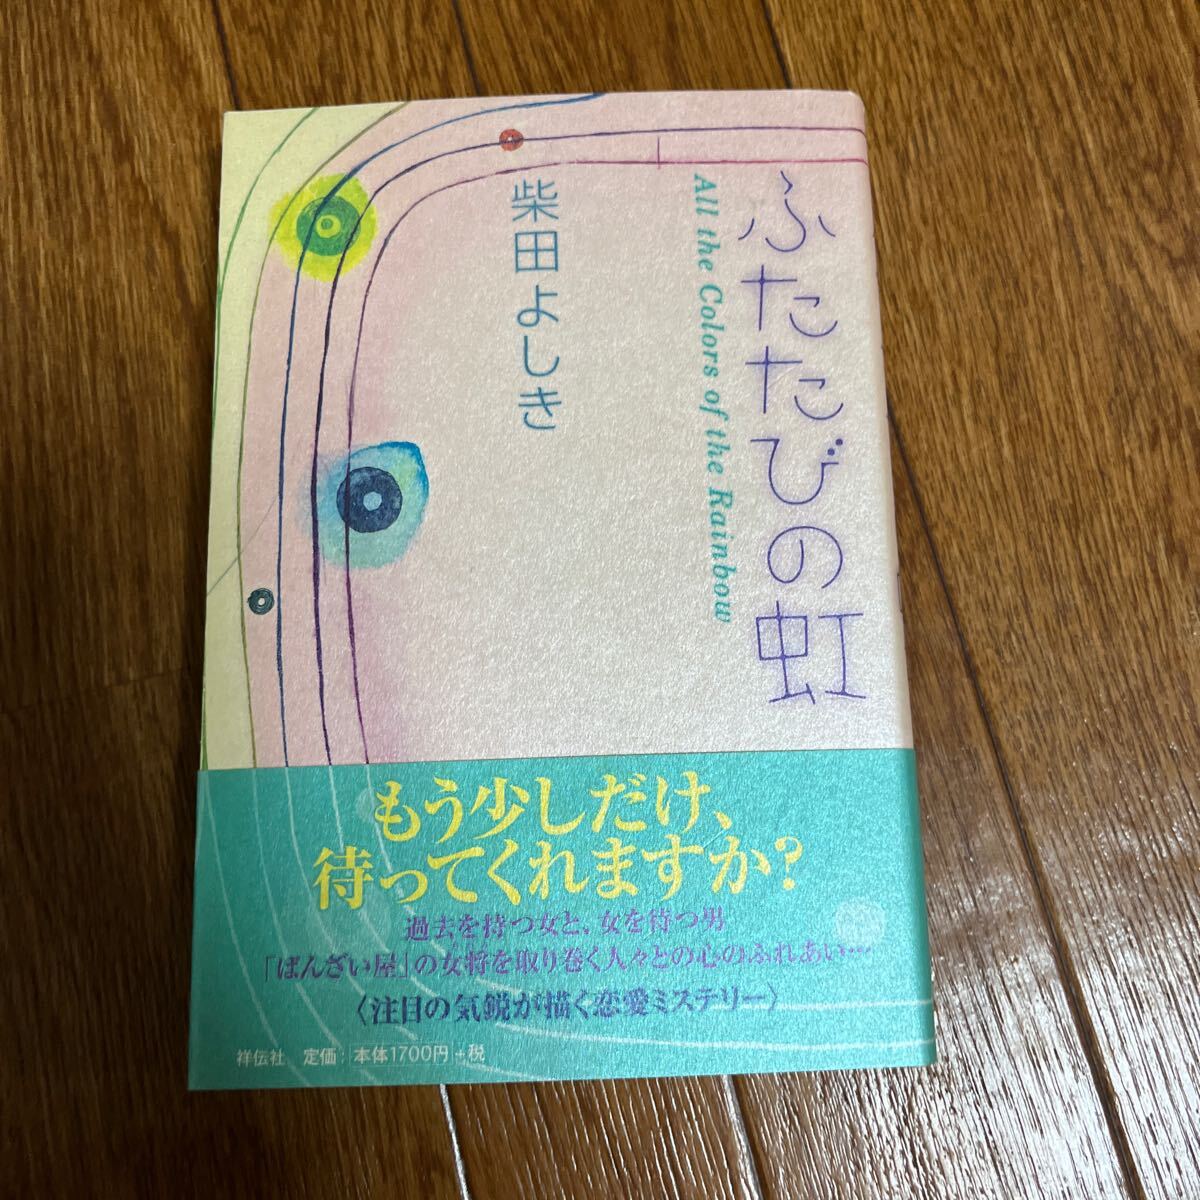 ふたたびの虹
All the Colors of the Rainbow
柴田よしき
もう少しだけ、
待ってくれますか?
過去を持つ女と、女を待つ男
「ばんざい屋」の女将を取り巻く人々との心のふれあい…
〈注目の気鋭が描く恋愛ミステリー〉
祥伝社 定価:本体1700円+税